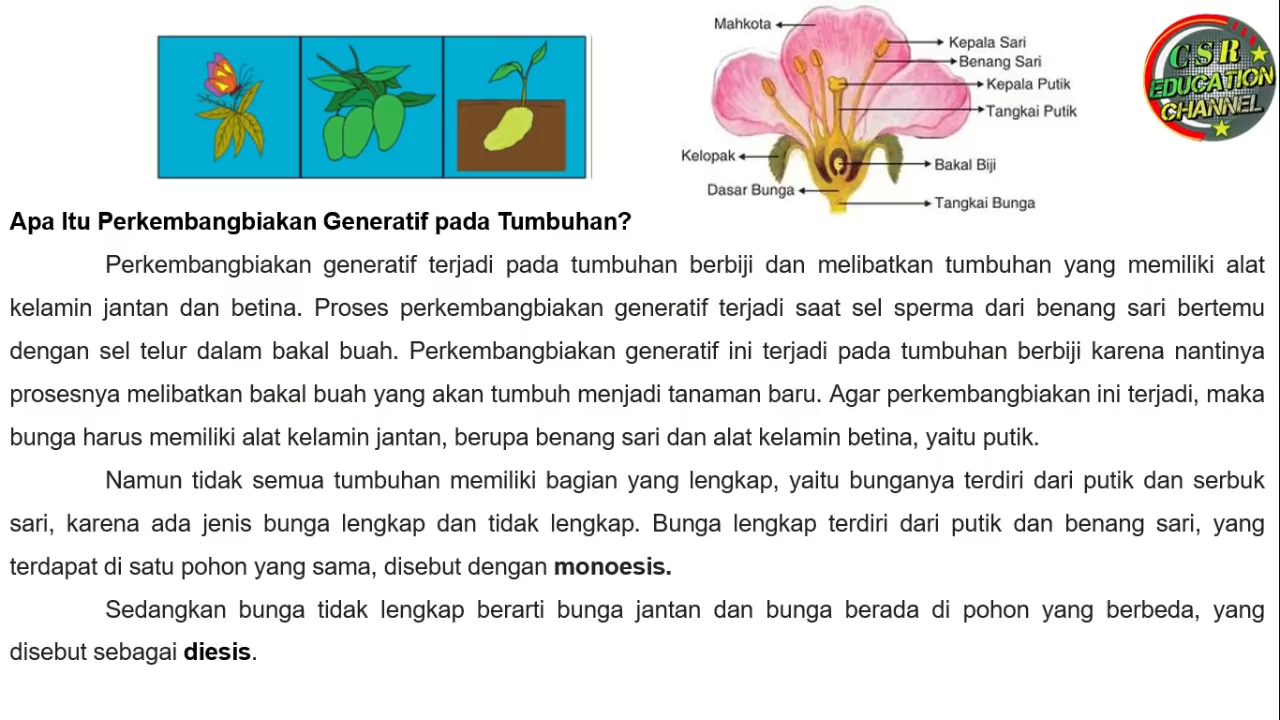 Mahkota
Kepala Sari
Benang Sari
Kepala Putik
Tangkai Putik
Kelopak
Bakal Biji
Dasar Bunga
Tangkai Bunga
CSR
EDUCATION
CHANNEL
Apa Itu Perkembangbiakan Generatif pada Tumbuhan?
Perkembangbiakan generatif terjadi pada tumbuhan berbiji dan melibatkan tumbuhan yang memiliki alat
kelamin jantan dan betina. Proses perkembangbiakan generatif terjadi saat sel sperma dari benang sari bertemu
dengan sel telur dalam bakal buah. Perkembangbiakan generatif ini terjadi pada tumbuhan berbiji karena nantinya
prosesnya melibatkan bakal buah yang akan tumbuh menjadi tanaman baru. Agar perkembangbiakan ini terjadi, maka
bunga harus memiliki alat kelamin jantan, berupa benang sari dan alat kelamin betina, yaitu putik.
Namun tidak semua tumbuhan memiliki bagian yang lengkap, yaitu bunganya terdiri dari putik dan serbuk
sari, karena ada jenis bunga lengkap dan tidak lengkap. Bunga lengkap terdiri dari putik dan benang sari, yang
terdapat di satu pohon yang sama, disebut dengan monoesis.
Sedangkan bunga tidak lengkap berarti bunga jantan dan bunga berada di pohon yang berbeda, yang
disebut sebagai diesis.